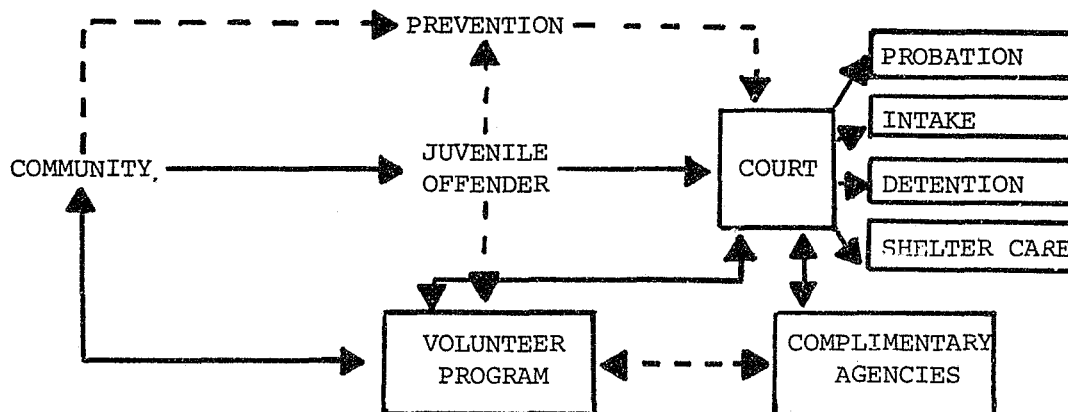 PREVENTION
PROBATION
INTAKE
COMMUNITY
JUVENILE
OFFENDER
COURT
DETENTION
SHELTER CARE
VOLUNTEER
PROGRAM
COMPLIMENTARY
AGENCIES